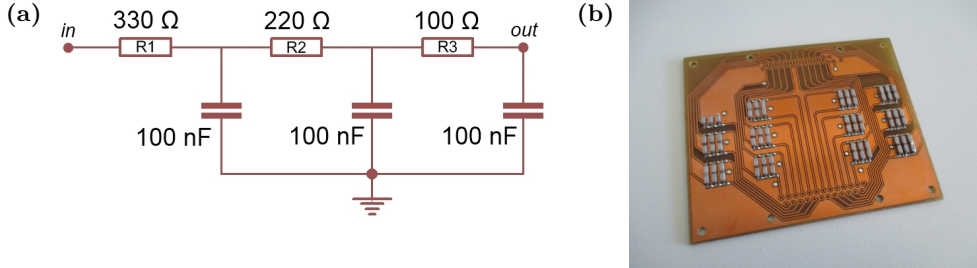 (a)
(b)
330 Ω
220 Ω
100 Ω
in
R1
R2
R3
out
100 nF
100 nF
100 nF